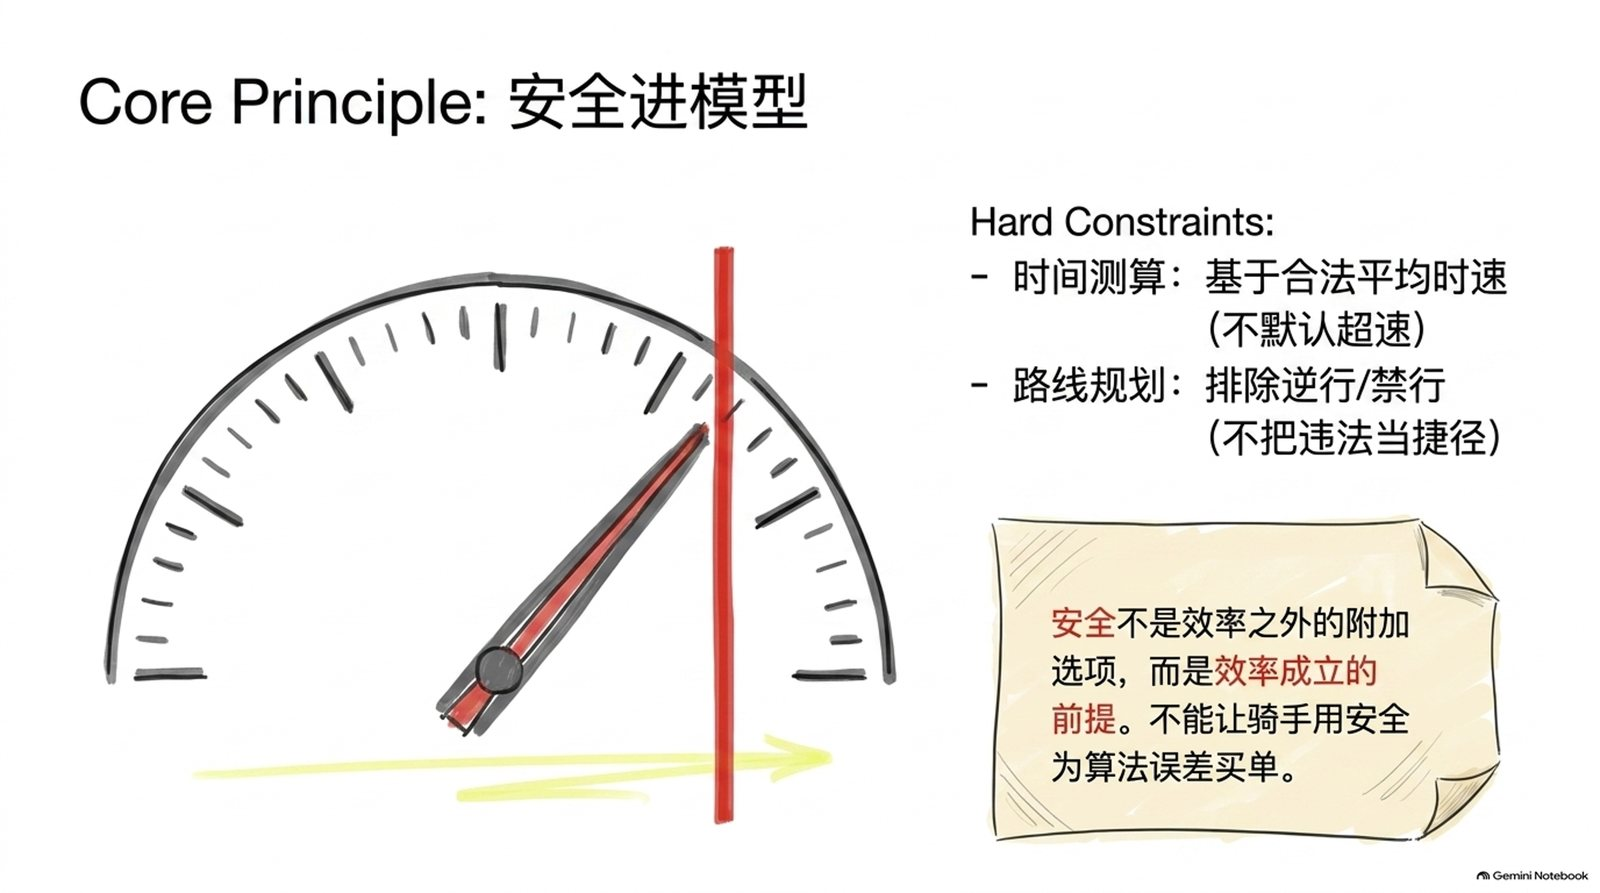 Core Principle: 安全进模型
Hard Constraints:
- 时间测算：基于合法平均时速
（不默认超速）
- 路线规划：排除逆行/禁行
（不把违法当捷径）
安全不是效率之外的附加
选项，而是效率成立的
前提。不能让骑手用安全
为算法误差买单。
Gemini Notebook